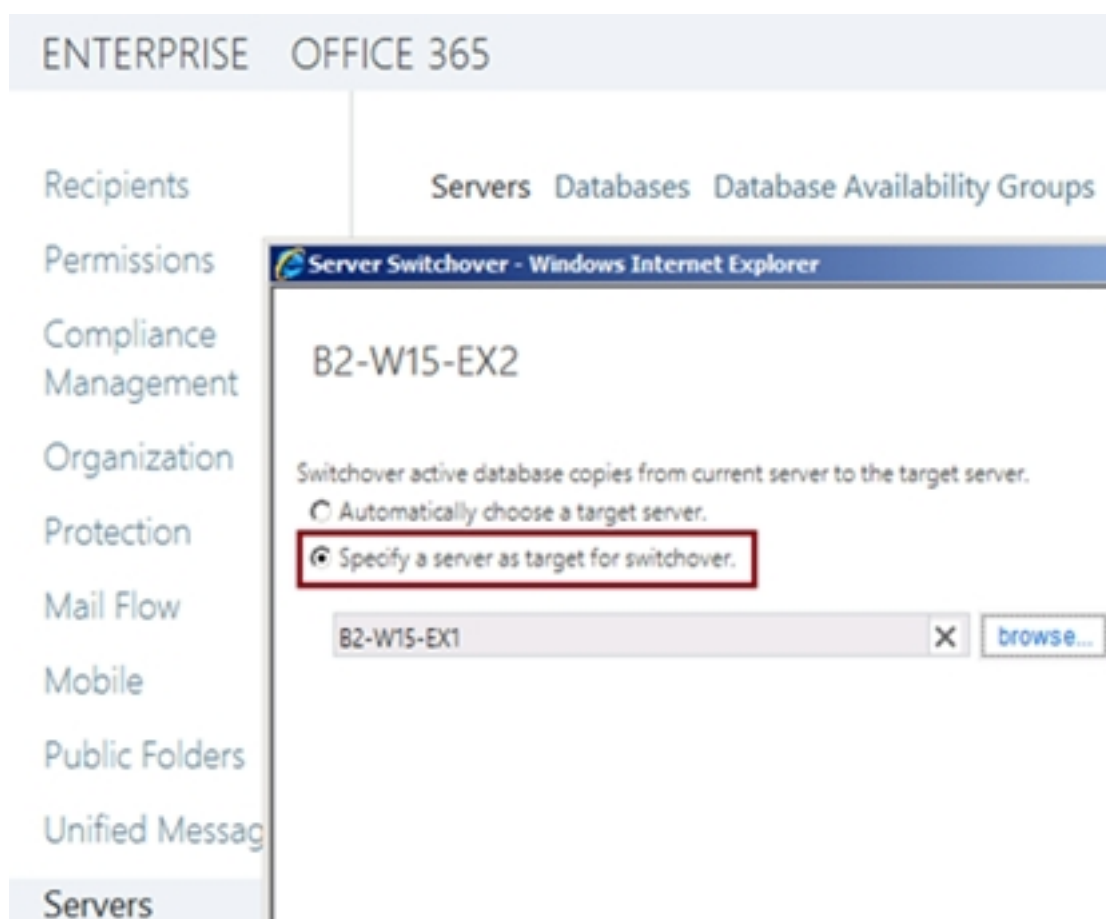 ENTERPRISE OFFICE 365
Recipients
Servers Databases Database Availability Groups
Permissions
Server Switchover - Windows Internet Explorer
Compliance
Management
B2-W15-EX2
Organization
Switchover active database copies from current server to the target server.
Automatically choose a target server.
Protection
Specify a server as target for switchover.
Mail Flow
B2-W15-EX1
browse...
Mobile
Public Folders
Unified Messag
Servers